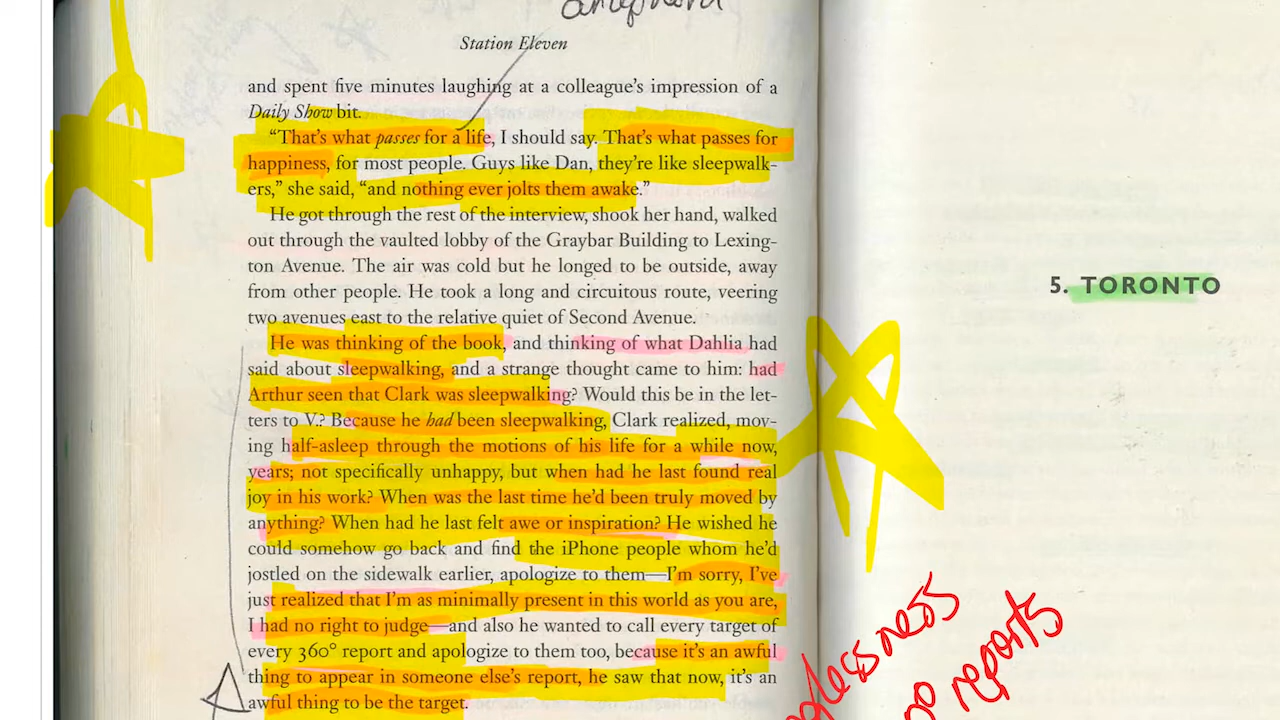 Station Eleven
and spent five minutes laughing at a colleague's impression of a
Daily Show bit.
"That's what passes for a life, I should say. That's what passes for
happiness, for most people. Guys like Dan, they're like sleepwalk-
ers," she said, "and nothing ever jolts them awake."
He got through the rest of the interview, shook her hand, walked
out through the vaulted lobby of the Graybar Building to Lexing-
ton Avenue. The air was cold but he longed to be outside, away
from other people. He took a long and circuitous route, veering
two avenues east to the relative quiet of Second Avenue.
He was thinking of the book, and thinking of what Dahlia had
said about sleepwalking, and a strange thought came to him: had
Arthur seen that Clark was sleepwalking? Would this be in the let-
ters to V.? Because he had been sleepwalking, Clark realized, mov-
ing half-asleep through the motions of his life for a while now,
years; not specifically unhappy, but when had he last found real
joy in his work? When was the last time he'd been truly moved by
anything? When had he last felt awe or inspiration? He wished he
could somehow go back and find the iPhone people whom he'd
jostled on the sidewalk earlier, apologize to them—I'm sorry, I've
just realized that I'm as minimally present in this world as you are,
I had no right to judge—and also he wanted to call every target of
every 360° report and apologize to them too, because it's an awful
thing to appear in someone else's report, he saw that now, it's an
awful thing to be the target.
5. TORONTO
reports